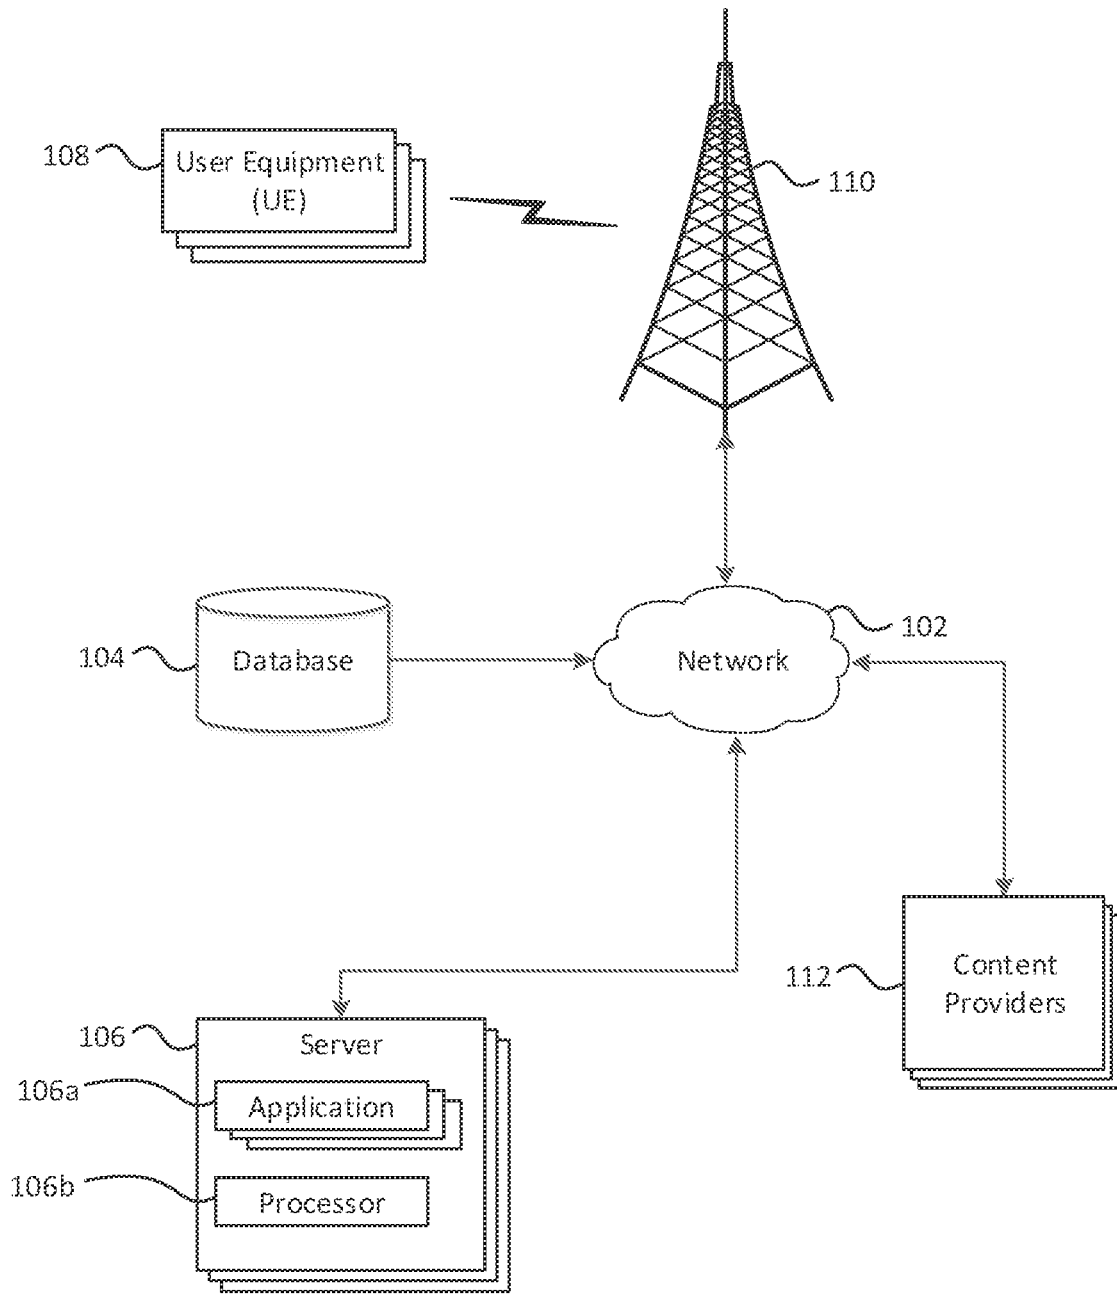 108
User Equipment
(UE)
110
102
104
Database
Network
112
Content
Providers
106
Server
106a
Application
106b
Processor